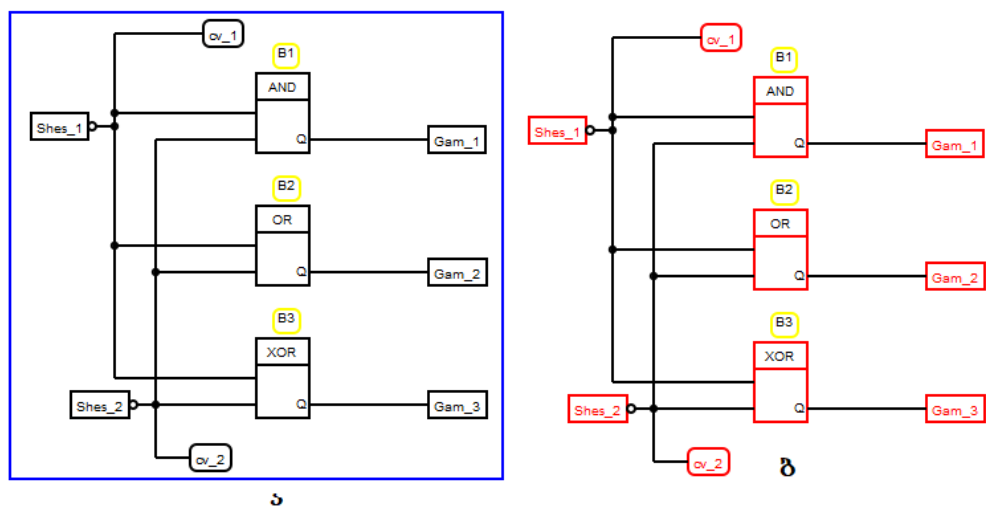 cv_1
B1
AND
Shes_1
Q
Gam_1
B2
OR
Q
Gam_2
B3
XOR
Shes_2
Q
Gam_3
cv_2
ა
cv_1
B1
AND
Shes_1
Q
Gam_1
B2
OR
Q
Gam_2
B3
XOR
Shes_2
Q
Gam_3
cv_2
ბ